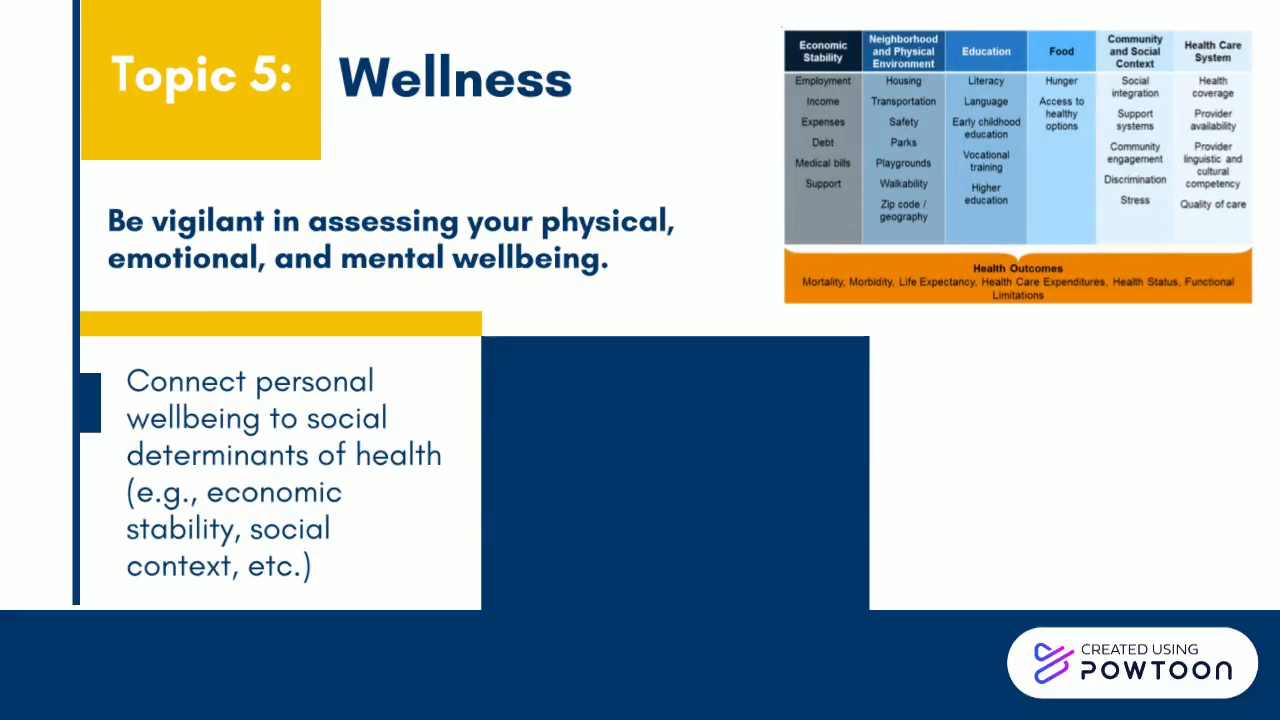 Topic 5:
Wellness
Be vigilant in assessing your physical,
emotional, and mental wellbeing.
Connect personal
wellbeing to social
determinants of health
(e.g., economic
stability, social
context, etc.)
Economic
Stability
Employment
Income
Expenses
Debt
Medical bills
Support
Neighborhood
and Physical
Environment
Housing
Transportation
Safety
Parks
Playgrounds
Walkability
Zip code /
geography
Education
Literacy
Language
Early childhood
education
Vocational
training
Higher
education
Food
Hunger
Access to
healthy
options
Community
and Social
Context
Social
integration
Support
systems
Community
engagement
Discrimination
Stress
Health Care
System
Health
coverage
Provider
availability
Provider
linguistic and
cultural
competency
Quality of care
Health Outcomes
Mortality, Morbidity, Life Expectancy, Health Care Expenditures, Health Status, Functional
Limitations
CREATED USING
POWTOON